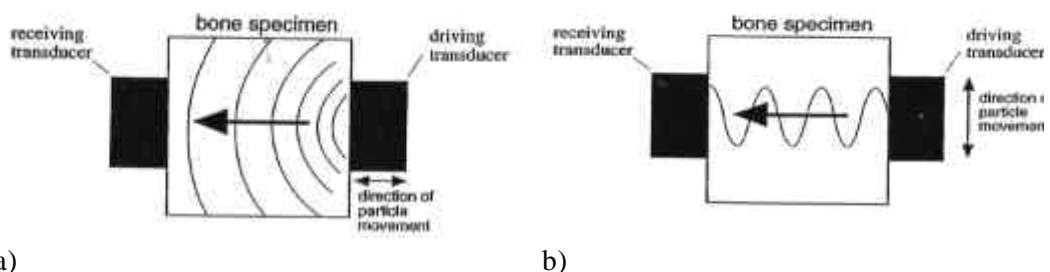 bone specimen
receiving
transducer
driving
transducer
direction of
particle
movement
a)
bone specimen
receiving
transducer
driving
transducer
direction o
particle
movement
b)